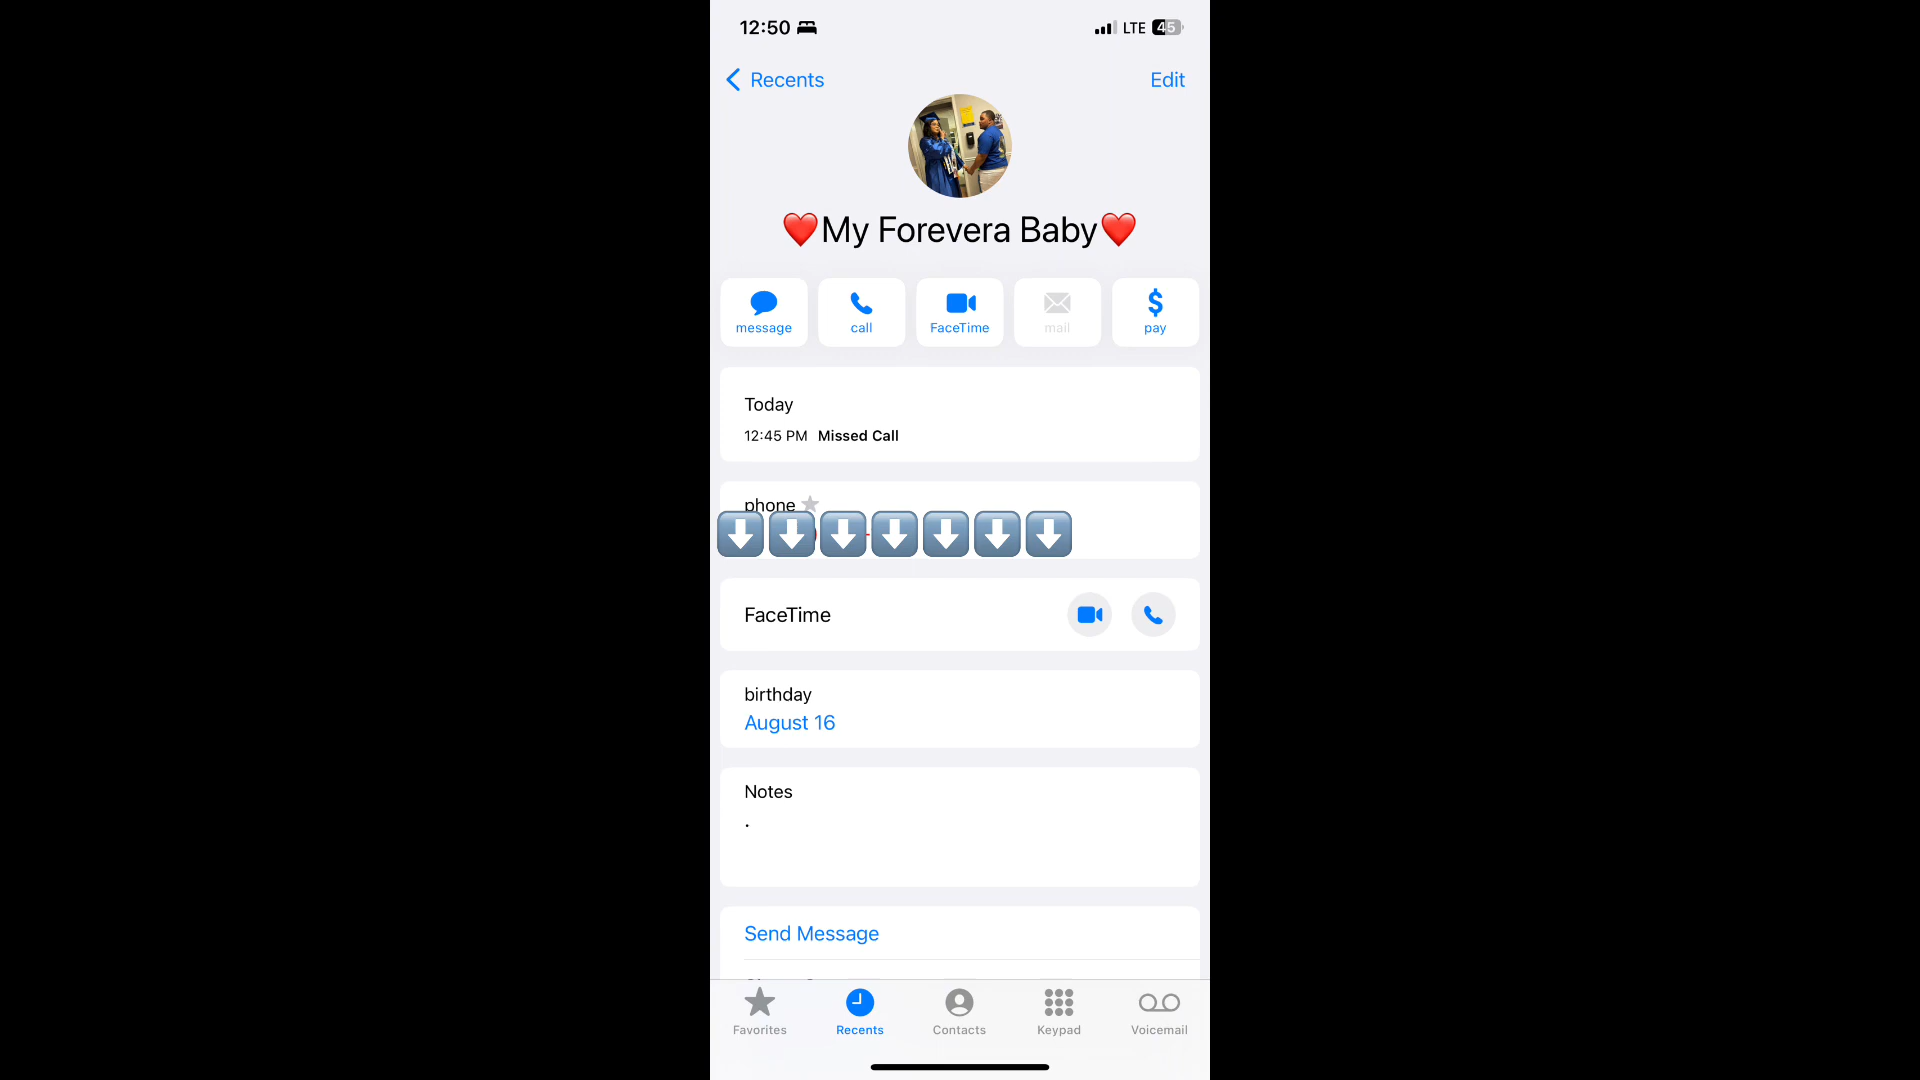 12:50 LTE 45
Recents Edit
❤️My Forevera Baby❤️
message call FaceTime mail pay
Today
12:45 PM Missed Call
phone
FaceTime
birthday
August 16
Notes
.
Send Message
Favorites Recents Contacts Keypad Voicemail